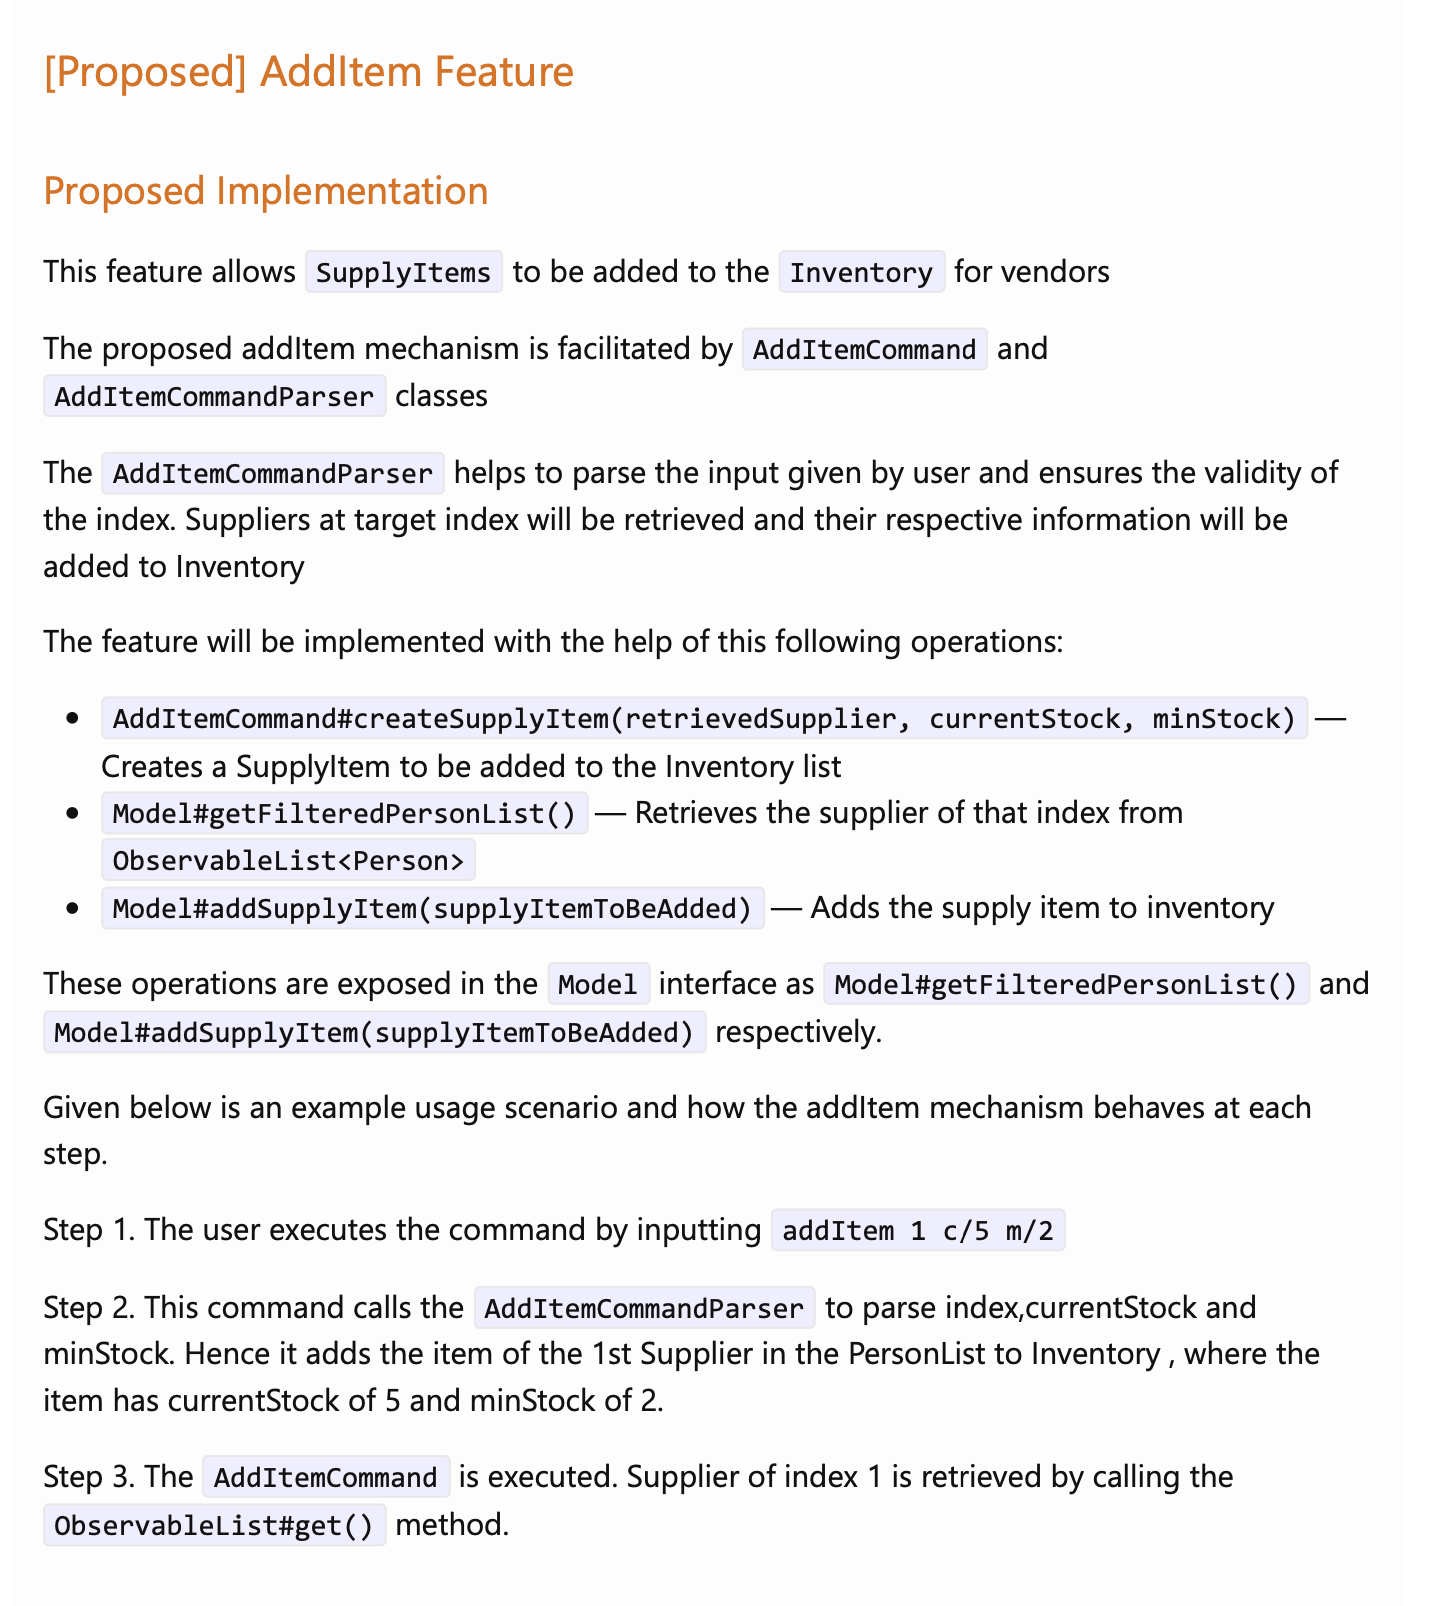 [Proposed] AddItem Feature
Proposed Implementation
This feature allows SupplyItems to be added to the Inventory for vendors
The proposed addItem mechanism is facilitated by AddItemCommand and
AddItemCommandParser classes
The AddItemCommandParser helps to parse the input given by user and ensures the validity of
the index. Suppliers at target index will be retrieved and their respective information will be
added to Inventory
The feature will be implemented with the help of this following operations:
• AddItemCommand#createSupplyItem(retrievedSupplier, currentStock, minStock) —
Creates a SupplyItem to be added to the Inventory list
• Model#getFilteredPersonList() — Retrieves the supplier of that index from
ObservableList<Person>
• Model#addSupplyItem(supplyItemToBeAdded) — Adds the supply item to inventory
These operations are exposed in the Model interface as Model#getFilteredPersonList() and
Model#addSupplyItem(supplyItemToBeAdded) respectively.
Given below is an example usage scenario and how the addItem mechanism behaves at each
step.
Step 1. The user executes the command by inputting addItem 1 c/5 m/2
Step 2. This command calls the AddItemCommandParser to parse index,currentStock and
minStock. Hence it adds the item of the 1st Supplier in the PersonList to Inventory , where the
item has currentStock of 5 and minStock of 2.
Step 3. The AddItemCommand is executed. Supplier of index 1 is retrieved by calling the
ObservableList#get() method.